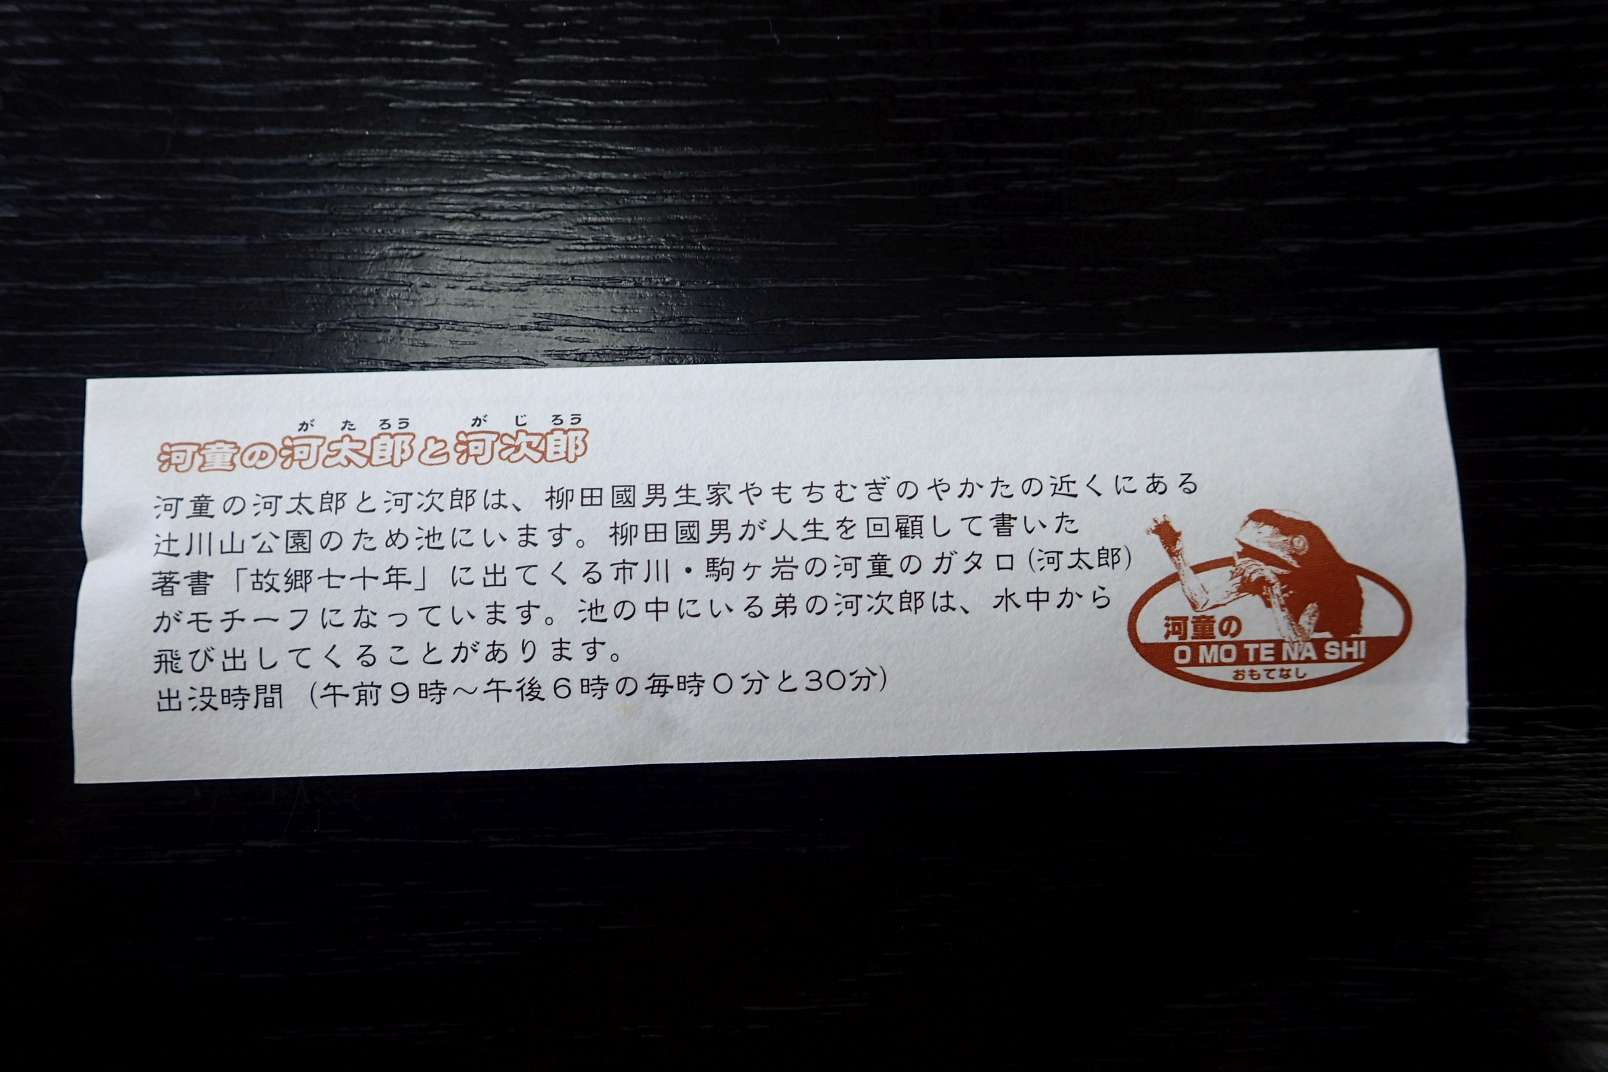 がたろう がじろう
河童の河太郎と河次郎
河童の河太郎と河次郎は、柳田國男生家やもちむぎのやかたの近くにある
辻川山公園のため池にいます。柳田國男が人生を回顧して書いた
著書「故郷七十年」に出てくる市川・駒ヶ岩の河童のガタロ(河太郎)
がモチーフになっています。池の中にいる弟の河次郎は、水中から
飛び出してくることがあります。
出没時間 (午前9時～午後6時の毎時0分と30分)
河童の
O MO TE NA SHI
おもてなし